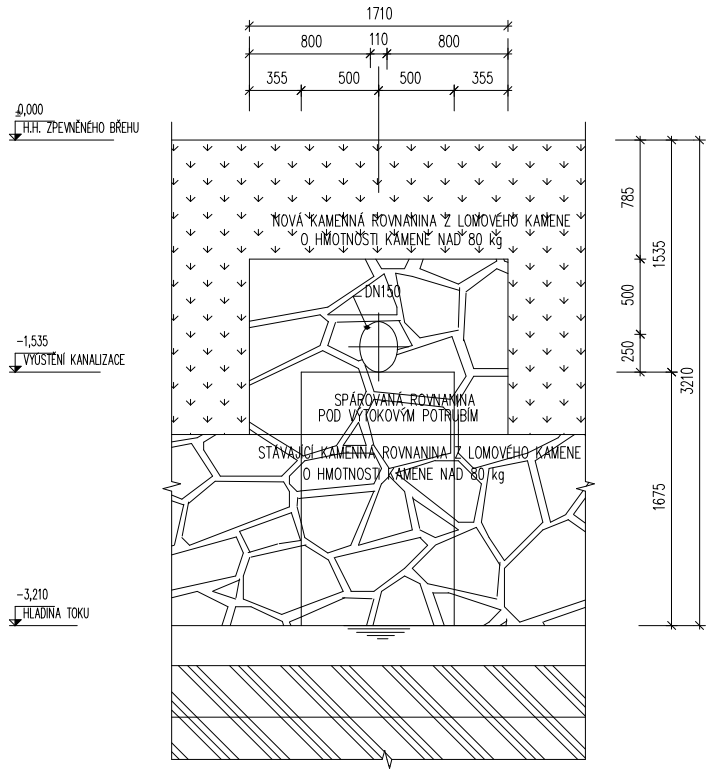 1710
800 110 800
355 500 500 355
±0,000
H.H. ZPEVNĚNÉHO BŘEHU
785
NOVÁ KAMENNÁ ROVNANINA Z LOMOVÉHO KAMENE
O HMOTNOSTI KAMENE NAD 80 kg
1535
DN150
500
-1,535
VYÚSTĚNÍ KANALIZACE
250
3210
SPÁROVANÁ ROVNANINA
POD VÝTOKOVÝM POTRUBÍM
STÁVAJÍCÍ KAMENNÁ ROVNANINA Z LOMOVÉHO KAMENE
O HMOTNOSTI KAMENE NAD 80 kg
1675
-3,210
HLADINA TOKU